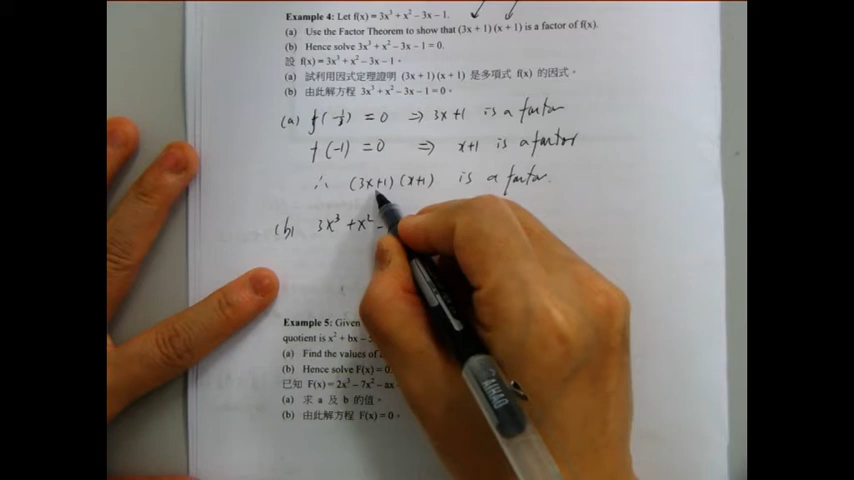 Example 4: Let f(x) = 3x³ + x² – 3x – 1.
(a) Use the Factor Theorem to show that (3x + 1)(x + 1) is a factor of f(x).
(b) Hence solve 3x³ + x² – 3x – 1 = 0.
設 f(x) = 3x³ + x² – 3x – 1。
(a) 試利用因式定理證明 (3x + 1)(x + 1) 是多項式 f(x) 的因式。
(b) 由此解方程 3x³ + x² – 3x – 1 = 0。
(a) f(-1/3) = 0 ⇒ 3x+1 is a factor
f(-1) = 0 ⇒ x+1 is a factor
∴ (3x+1)(x+1) is a factor.
(b) 3x³ + x² -
Example 5: Given
quotient is x² + bx – 3
(a) Find the values of a
(b) Hence solve F(x) = 0
已知 F(x) = 2x³ – 7x² – ax
(a) 求 a 及 b 的值。
(b) 由此解方程 F(x) = 0。
AIHAO